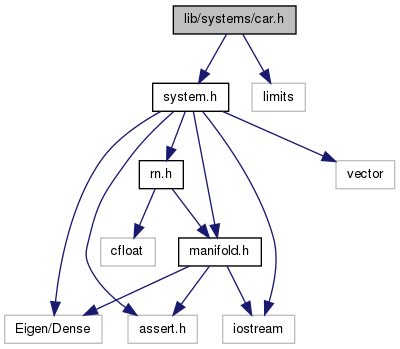 lib/systems/car.h
system.h
limits
rn.h
vector
cfloat
manifold.h
Eigen/Dense
assert.h
iostream